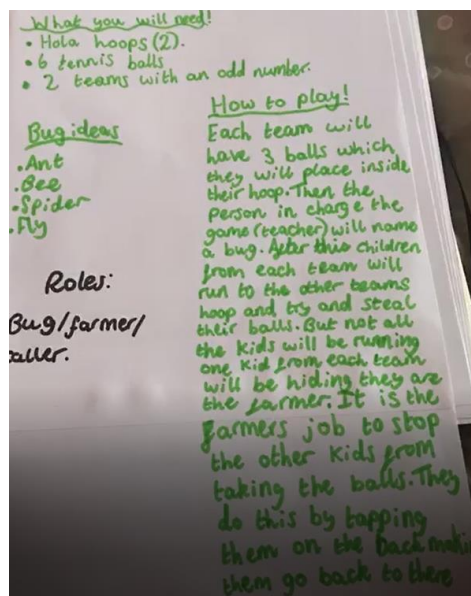 What you will need!
• Hola hoops (2).
• 6 tennis balls
• 2 teams with an odd number.
Bug ideas
• Ant
• Bee
• Spider
• Fly
Roles:
Bug/farmer/
aller.
How to play!
Each team will
have 3 balls which
they will place inside
their hoop. Then the
person in charge the
game (teacher) will name
a bug. After this children
from each team will
run to the other teams
hoop and try and steal
their balls. But not all
the kids will be running
one kid from each team
will be hiding they are
the farmer. It is the
farmers job to stop
the other kids from
taking the balls. They
do this by tapping
them on the back maki
them go back to there